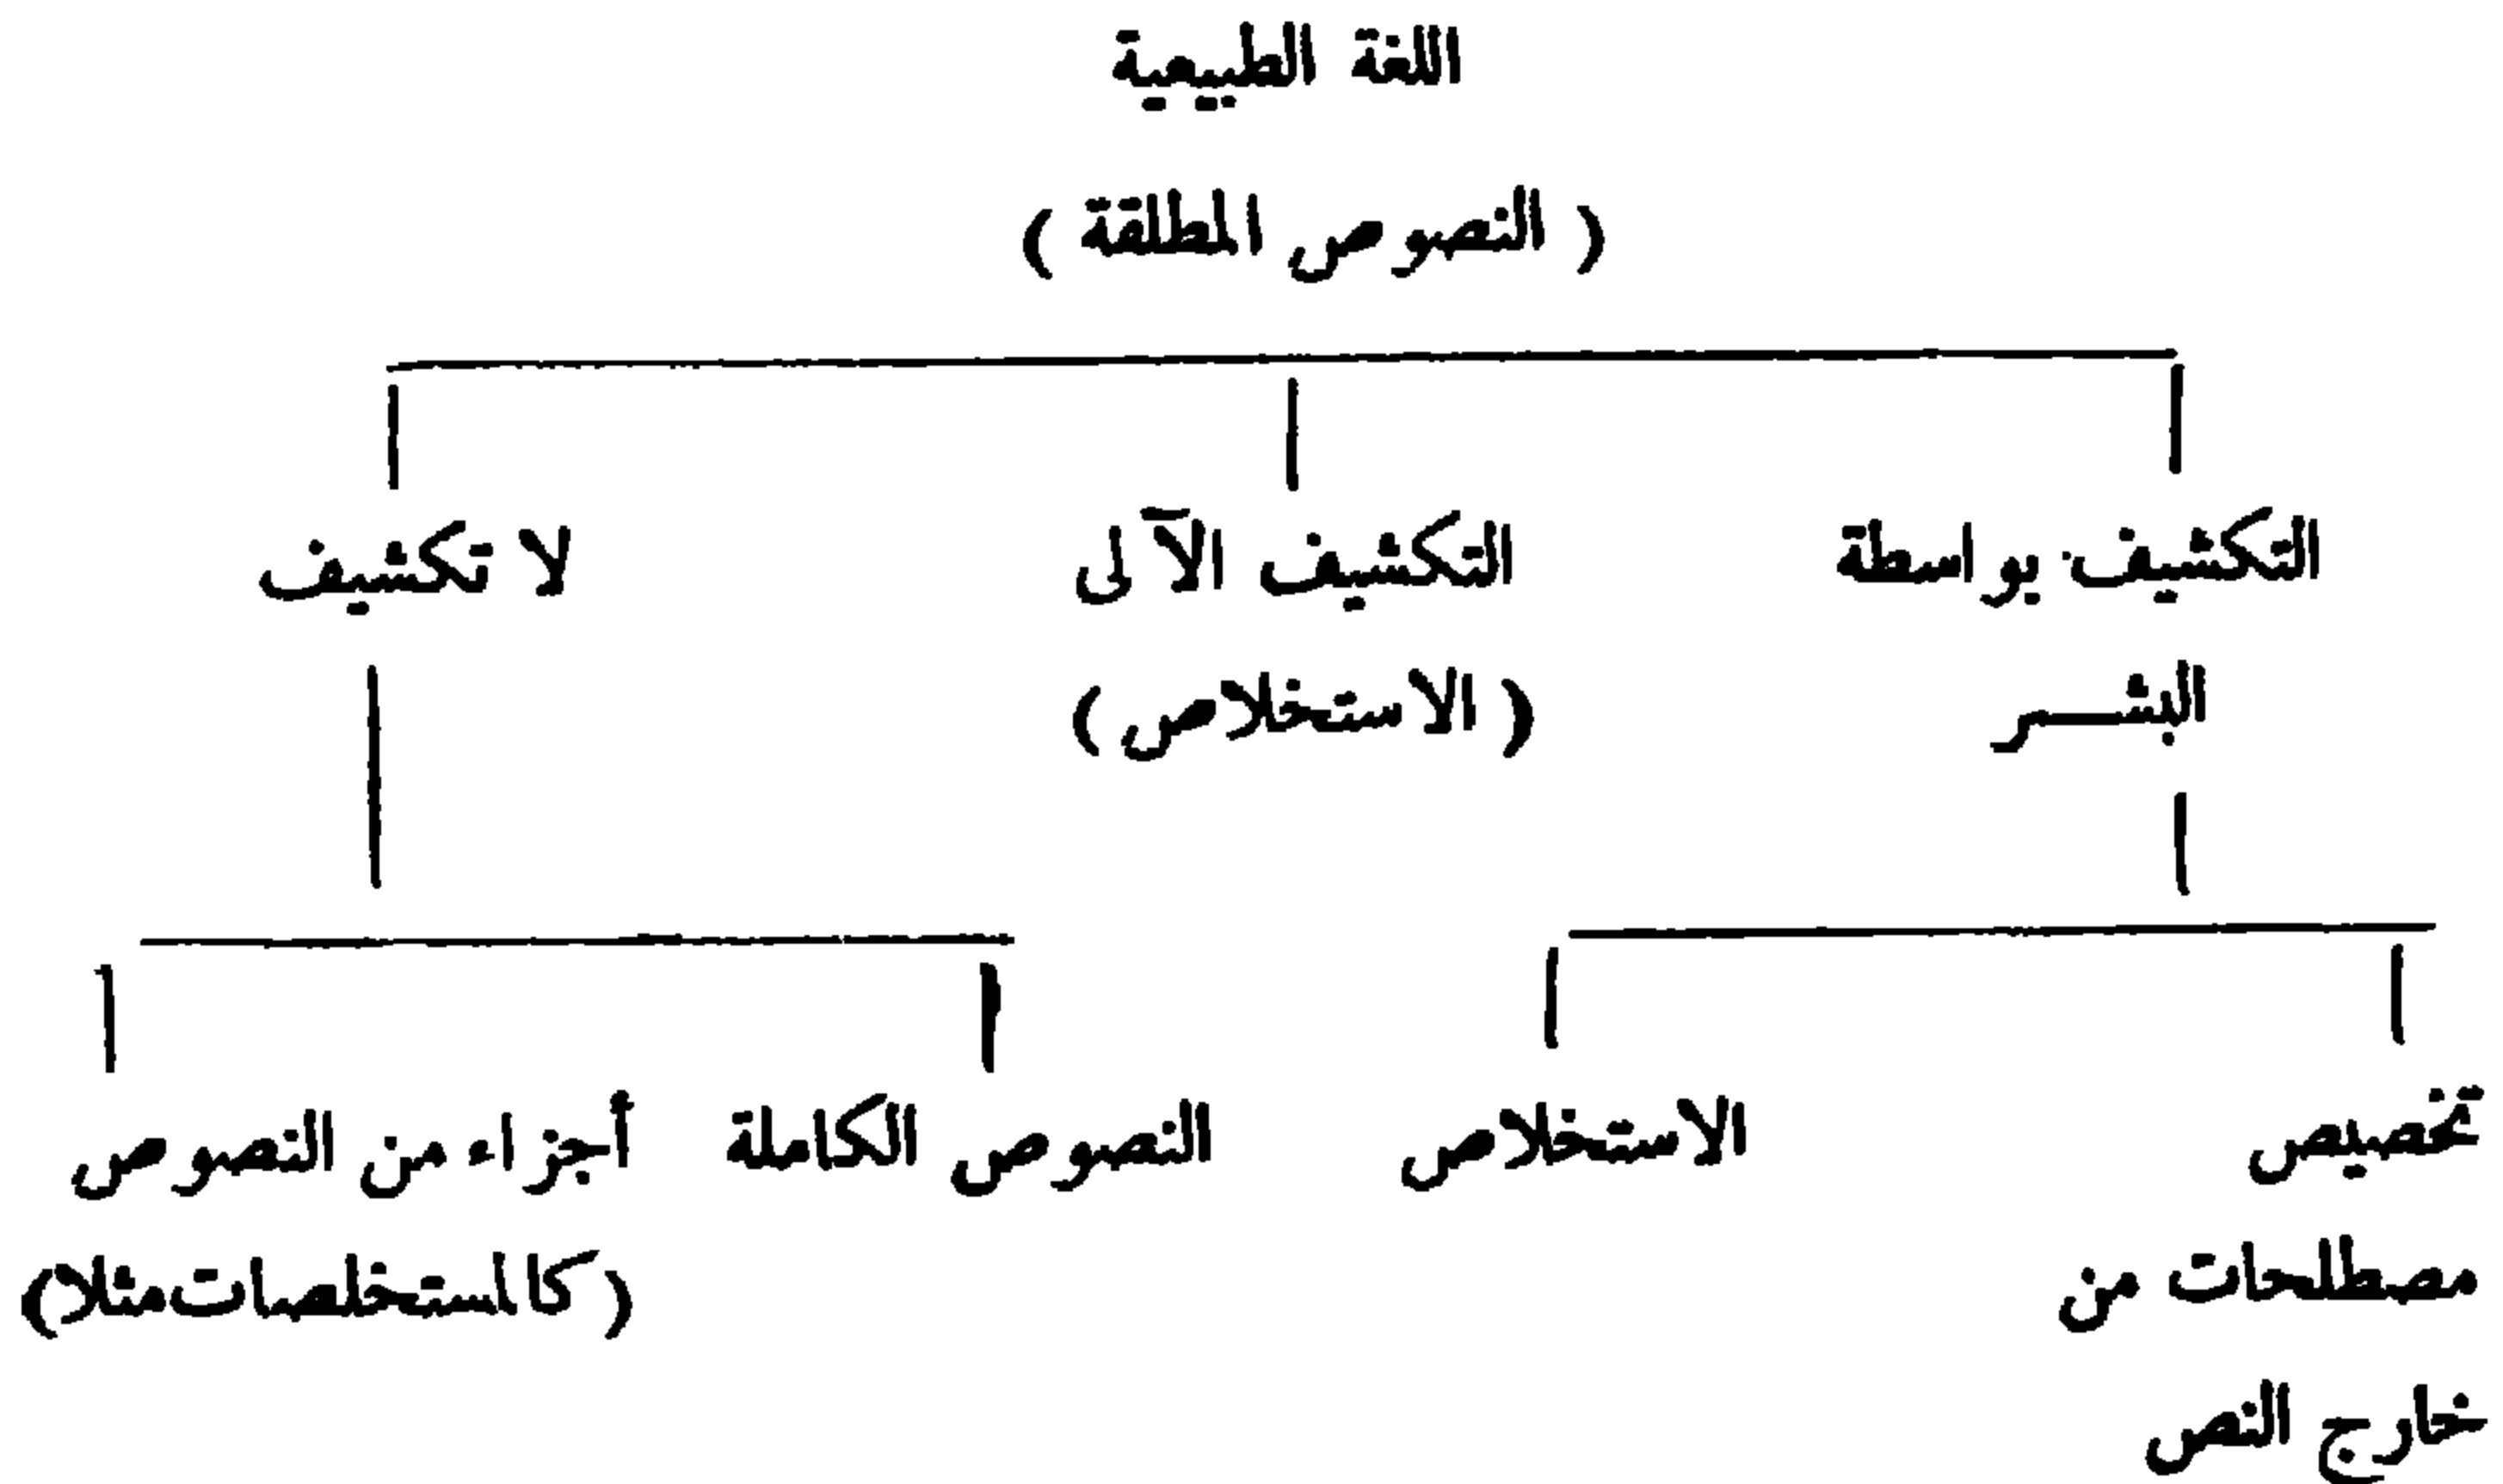 اللغة الطبيعية
( النصوص المطلقة )
التكشيف بواسطة
البشـــر
التكشيف الآلى
( الاستخلاص )
لا تكشيف
تخصيص
مصطلحات من
خارج النص
الاستخلاص
النصوص الكاملة
أجزاء من النصوص
( كالمستخلصات مثلا )